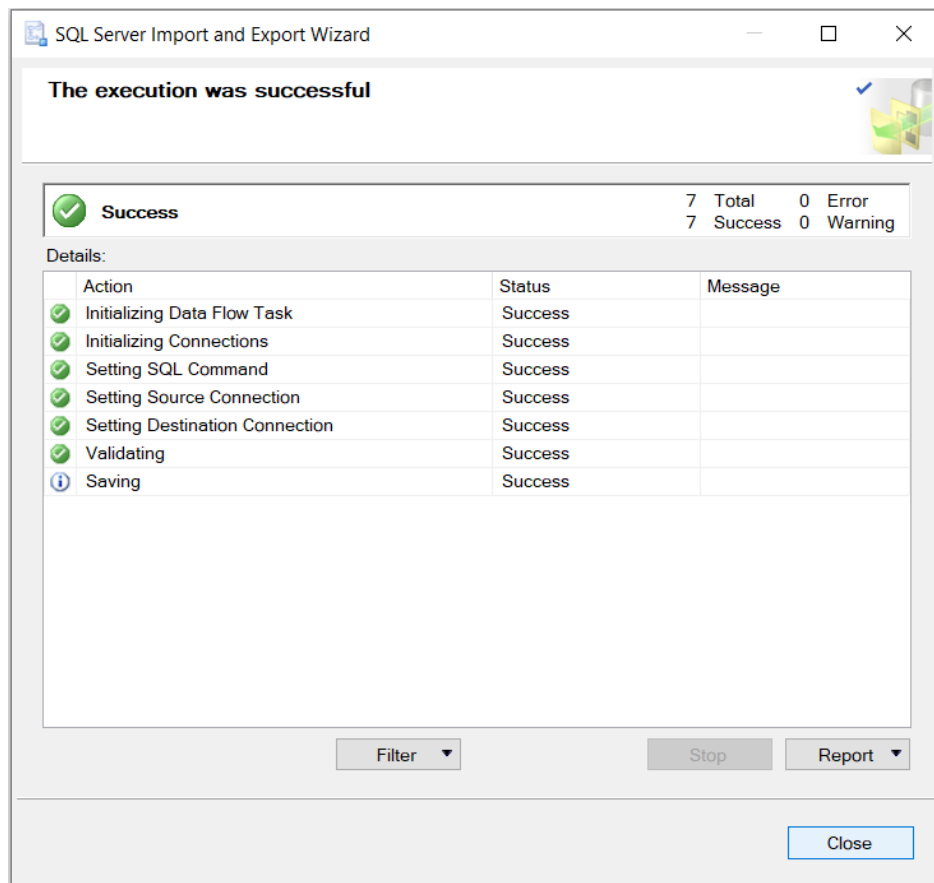 SQL Server Import and Export Wizard
The execution was successful
Success
7 Total 0 Error
7 Success 0 Warning
Details:
Action Status Message
Initializing Data Flow Task Success
Initializing Connections Success
Setting SQL Command Success
Setting Source Connection Success
Setting Destination Connection Success
Validating Success
Saving Success
Filter Stop Report
Close